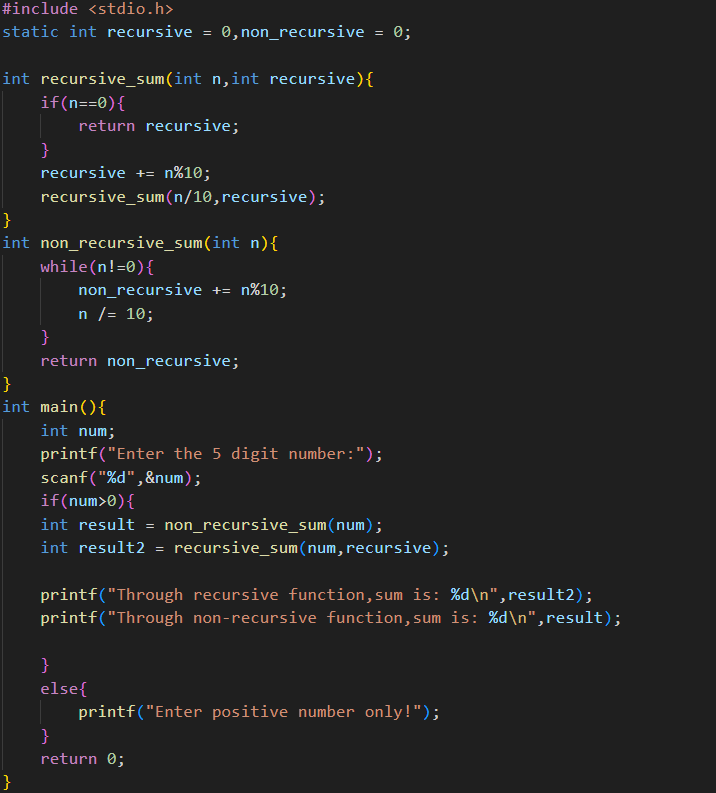 #include <stdio.h>
static int recursive = 0,non_recursive = 0;
int recursive_sum(int n,int recursive){
if(n==0){
return recursive;
}
recursive += n%10;
recursive_sum(n/10,recursive);
}
int non_recursive_sum(int n){
while(n!=0){
non_recursive += n%10;
n /= 10;
}
return non_recursive;
}
int main(){
int num;
printf("Enter the 5 digit number:");
scanf("%d",&num);
if(num>0){
int result = non_recursive_sum(num);
int result2 = recursive_sum(num,recursive);
printf("Through recursive function,sum is: %d\n",result2);
printf("Through non-recursive function,sum is: %d\n",result);
}
else{
printf("Enter positive number only!");
}
return 0;
}